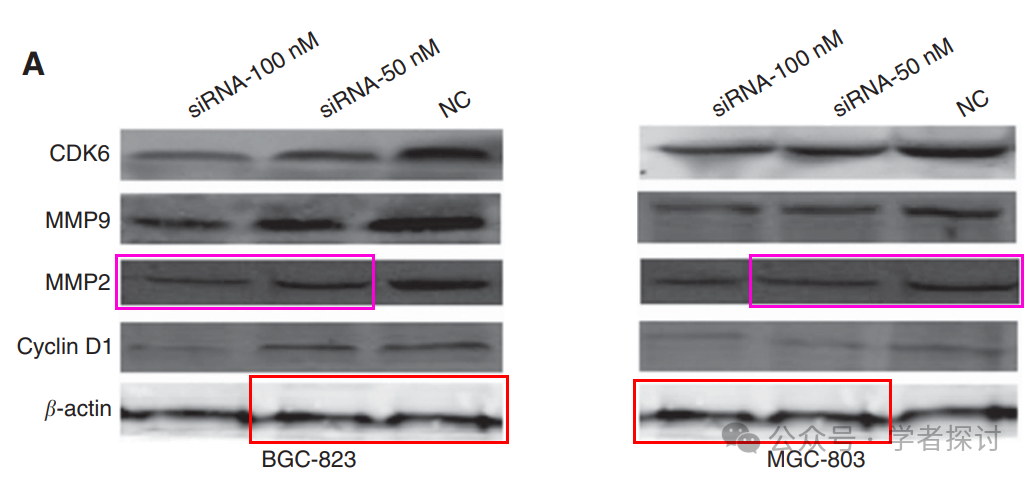 A
siRNA-100 nM
siRNA-50 nM
NC
siRNA-100 nM
siRNA-50 nM
NC
CDK6
MMP9
MMP2
Cyclin D1
β-actin
BGC-823
MGC-803
公众号 · 学者探讨